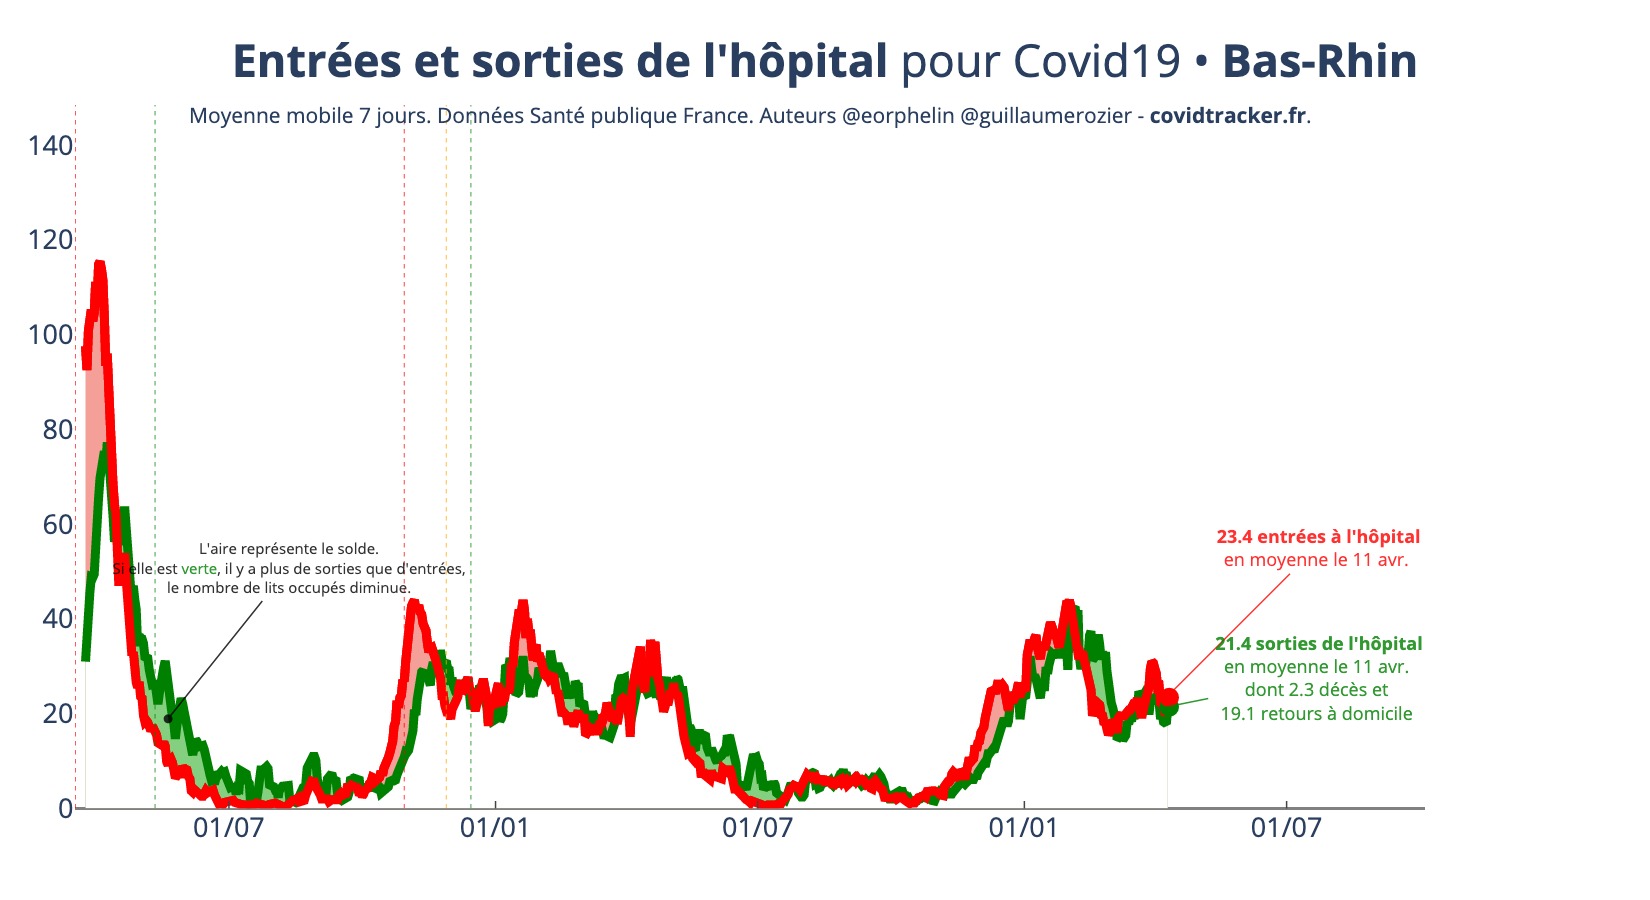 Entrées et sorties de l'hôpital pour Covid19 • Bas-Rhin
Moyenne mobile 7 jours. Données Santé publique France. Auteurs @eorphelin @guillaumerozier - covidtracker.fr.
140
120
100
80
60
40
20
0
L'aire représente le solde.
Si elle est verte, il y a plus de sorties que d'entrées,
le nombre de lits occupés diminue.
23.4 entrées à l'hôpital
en moyenne le 11 avr.
21.4 sorties de l'hôpital
en moyenne le 11 avr.
dont 2.3 décès et
19.1 retours à domicile
01/07
01/01
01/07
01/01
01/07